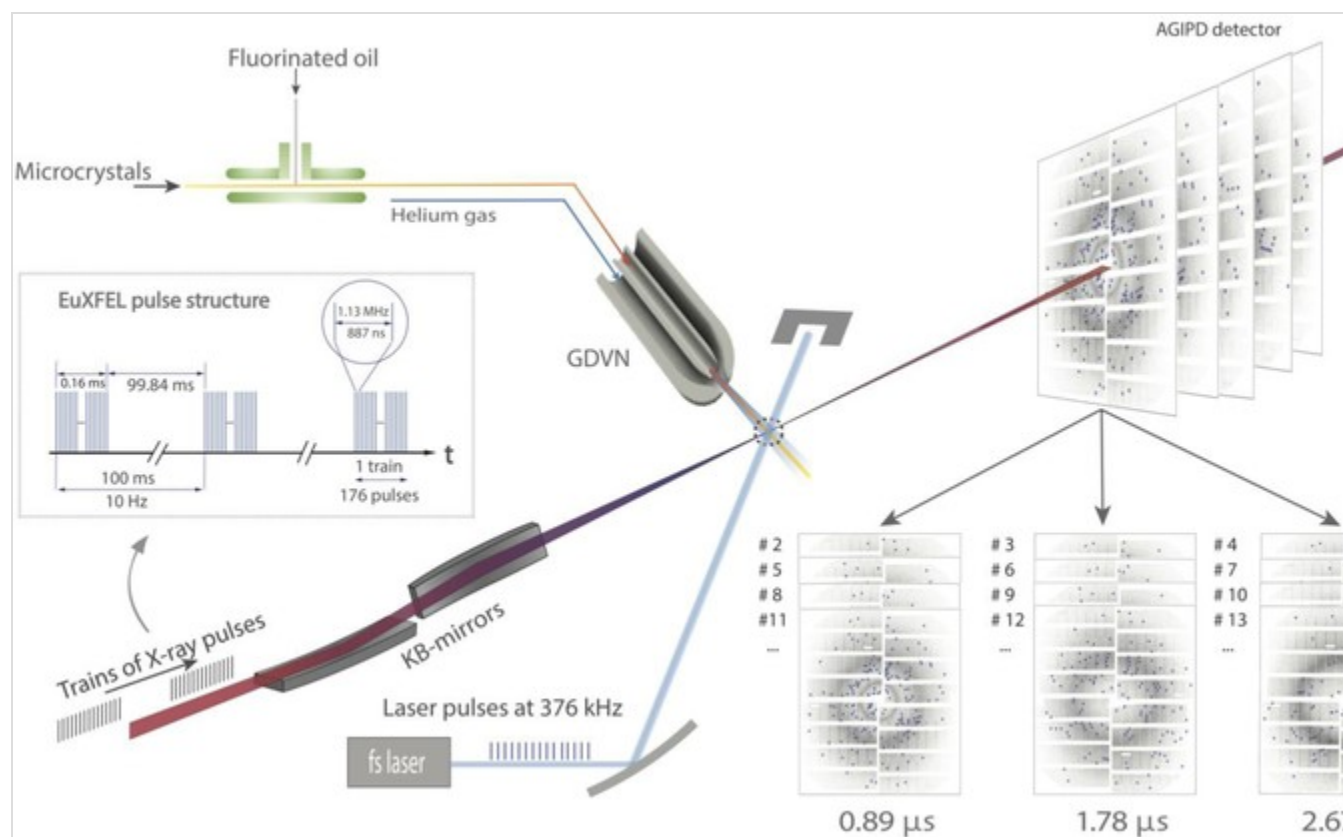 AGIPD detector
Fluorinated oil
Microcrystals
Helium gas
EuXFEL pulse structure
1.13 MHz
887 ns
0.16 ms
99.84 ms
GDVN
t
100 ms
10 Hz
1 train
176 pulses
KB-mirrors
Trains of X-ray pulses
Laser pulses at 376 kHz
fs laser
# 2
# 5
# 8
#11
...
# 3
# 6
# 9
# 12
...
# 4
# 7
# 10
# 13
...
0.89 µs
1.78 µs
2.6